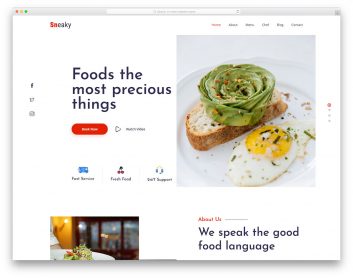 Sneaky
Home About Menu Chef Blog Contact
Foods the
most precious
things
Book Now
Watch Video
Fast Service Fresh Food 24/7 Support
About Us
We speak the good
food language